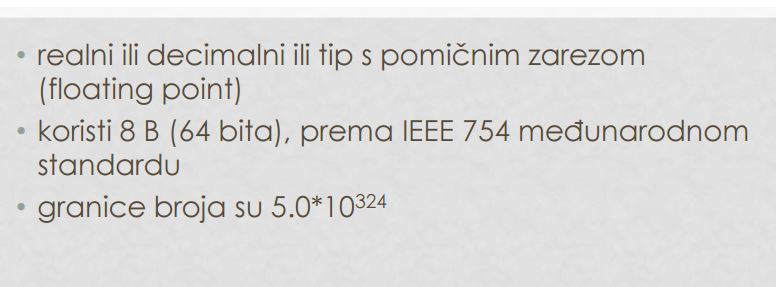 • realni ili decimalni ili tip s pomičnim zarezom
(floating point)
• koristi 8 B (64 bita), prema IEEE 754 međunarodnom
standardu
• granice broja su 5.0*10³²⁴